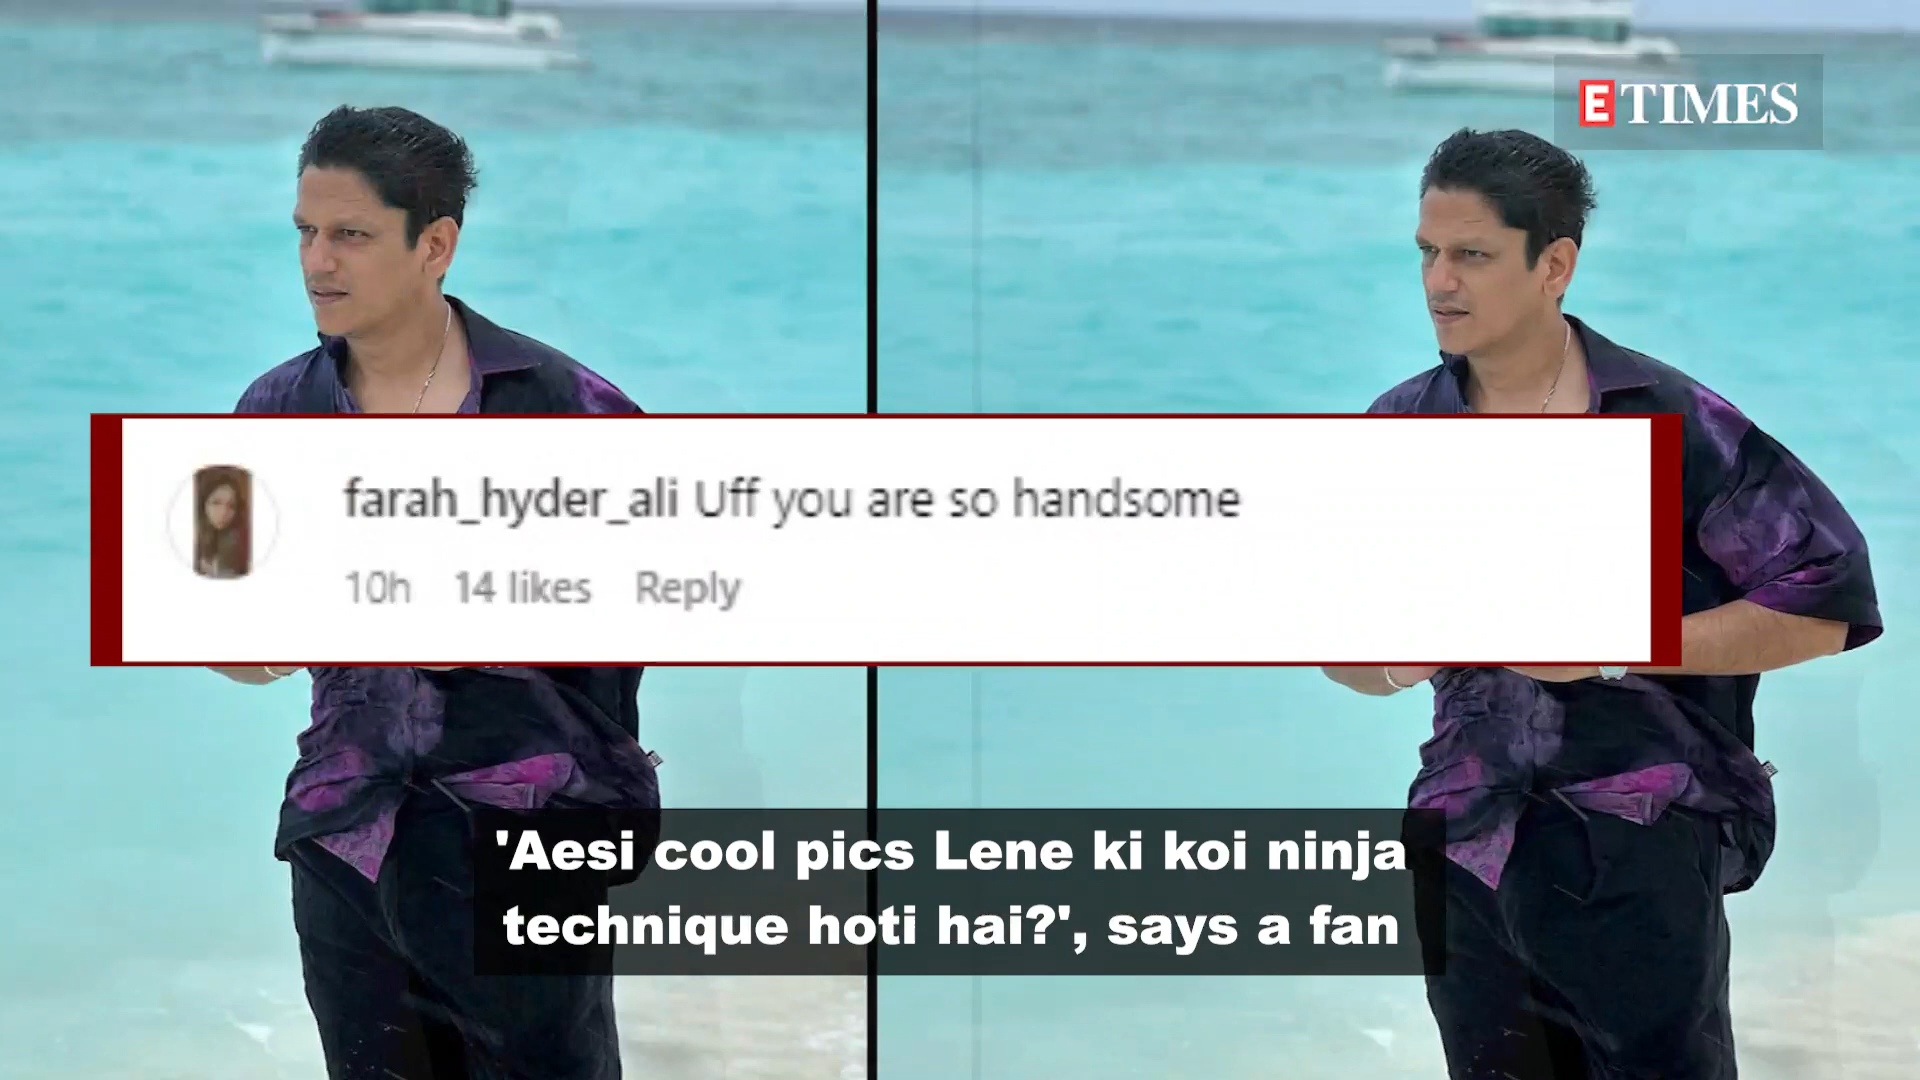 E TIMES
farah_hyder_ali Uff you are so handsome
10h 14 likes Reply
'Aesi cool pics Lene ki koi ninja
technique hoti hai?', says a fan